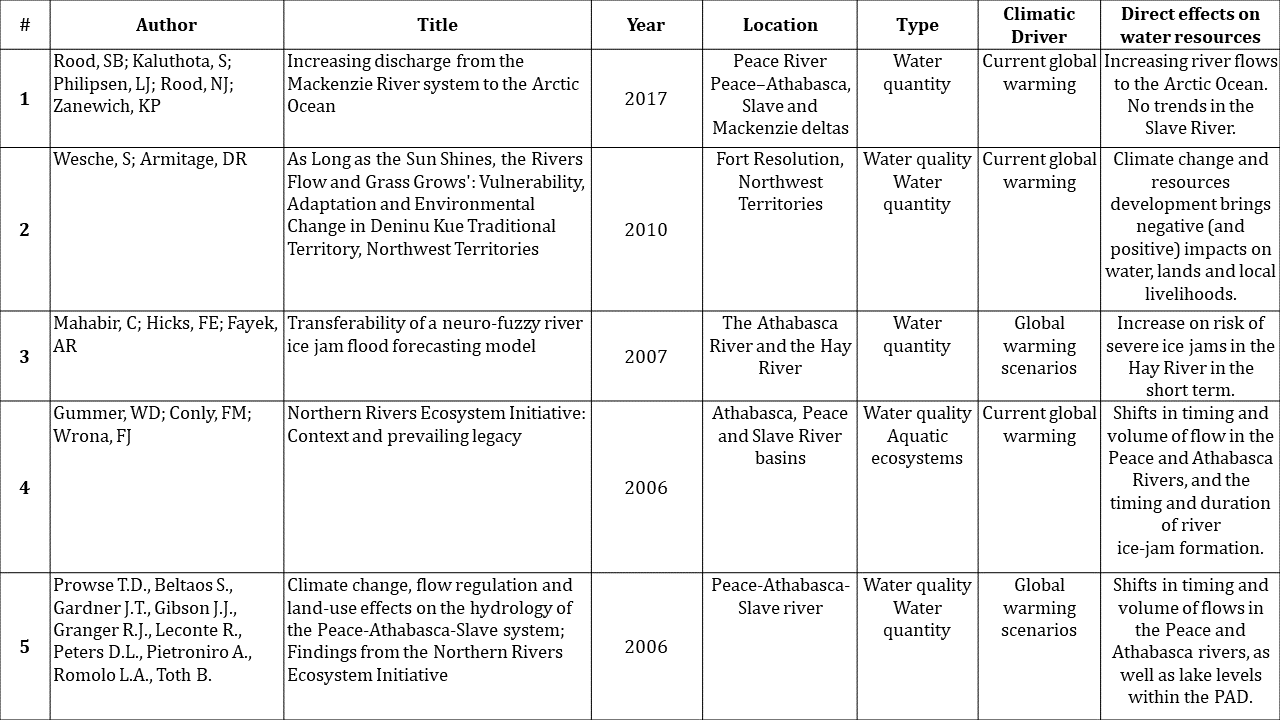 #
Author
Title
Year
Location
Type
Climatic
Driver
Direct effects on
water resources
1
Rood, SB; Kaluthota, S;
Philipsen, LJ; Rood, NJ;
Zanewich, KP
Increasing discharge from the
Mackenzie River system to the Arctic
Ocean
2017
Peace River
Peace–Athabasca,
Slave and
Mackenzie deltas
Water
quantity
Current global
warming
Increasing river flows
to the Arctic Ocean.
No trends in the
Slave River.
2
Wesche, S; Armitage, DR
As Long as the Sun Shines, the Rivers
Flow and Grass Grows': Vulnerability,
Adaptation and Environmental
Change in Deninu Kue Traditional
Territory, Northwest Territories
2010
Fort Resolution,
Northwest
Territories
Water quality
Water
quantity
Current global
warming
Climate change and
resources
development brings
negative (and
positive) impacts on
water, lands and local
livelihoods.
3
Mahabir, C; Hicks, FE; Fayek,
AR
Transferability of a neuro-fuzzy river
ice jam flood forecasting model
2007
The Athabasca
River and the Hay
River
Water
quantity
Global
warming
scenarios
Increase on risk of
severe ice jams in the
Hay River in the
short term.
4
Gummer, WD; Conly, FM;
Wrona, FJ
Northern Rivers Ecosystem Initiative:
Context and prevailing legacy
2006
Athabasca, Peace
and Slave River
basins
Water quality
Aquatic
ecosystems
Current global
warming
Shifts in timing and
volume of flow in the
Peace and Athabasca
Rivers, and the
timing and duration
of river
ice-jam formation.
5
Prowse T.D., Beltaos S.,
Gardner J.T., Gibson J.J.,
Granger R.J., Leconte R.,
Peters D.L., Pietroniro A.,
Romolo L.A., Toth B.
Climate change, flow regulation and
land-use effects on the hydrology of
the Peace-Athabasca-Slave system;
Findings from the Northern Rivers
Ecosystem Initiative
2006
Peace-Athabasca-
Slave river
Water quality
Water
quantity
Global
warming
scenarios
Shifts in timing and
volume of flows in
the Peace and
Athabasca rivers, as
well as lake levels
within the PAD.